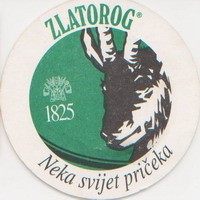 ZLATOROG®
1825
Neka svijet pričeka